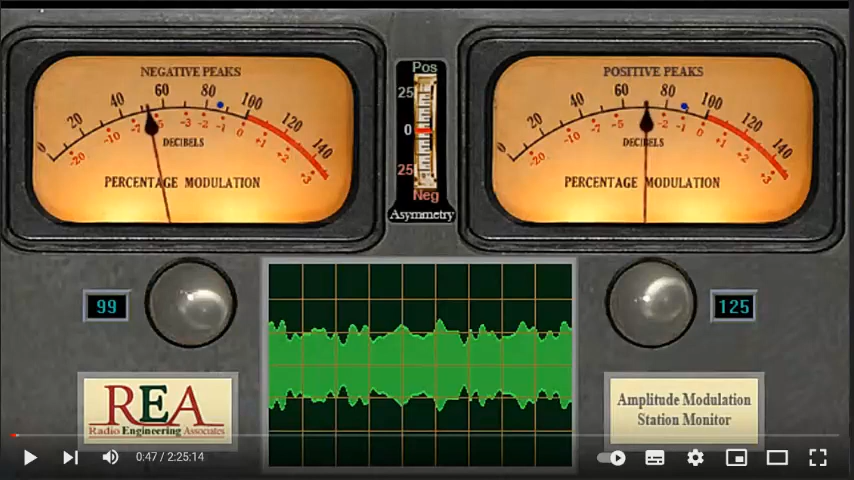 NEGATIVE PEAKS
0 20 40 60 80 100 120 140
-20 -10 -7 -5 -3 -2 -1 0 +1 +2 +3
DECIBELS
PERCENTAGE MODULATION
Pos
25
0
25
Neg
Asymmetry
POSITIVE PEAKS
0 20 40 60 80 100 120 140
-20 -10 -7 -5 -2 -1 0 +1 +2 +3
DECIBELS
PERCENTAGE MODULATION
99
125
REA
Radio Engineering Associates
Amplitude Modulation
Station Monitor
0:47 / 2:25:14